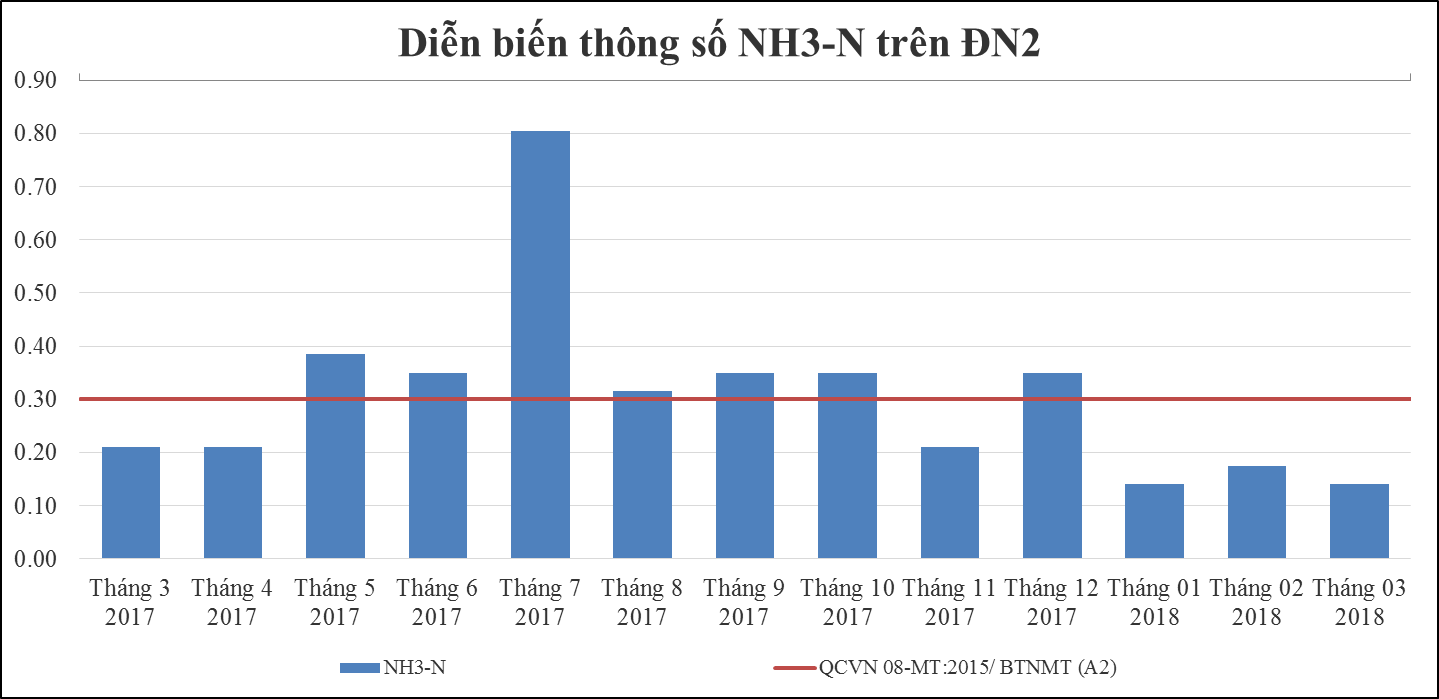 Diễn biến thông số NH3-N trên ĐN2
0.90
0.80
0.70
0.60
0.50
0.40
0.30
0.20
0.10
0.00
Tháng 3 2017
Tháng 4 2017
Tháng 5 2017
Tháng 6 2017
Tháng 7 2017
Tháng 8 2017
Tháng 9 2017
Tháng 10 2017
Tháng 11 2017
Tháng 12 2017
Tháng 01 2018
Tháng 02 2018
Tháng 03 2018
NH3-N
QCVN 08-MT:2015/ BTNMT (A2)